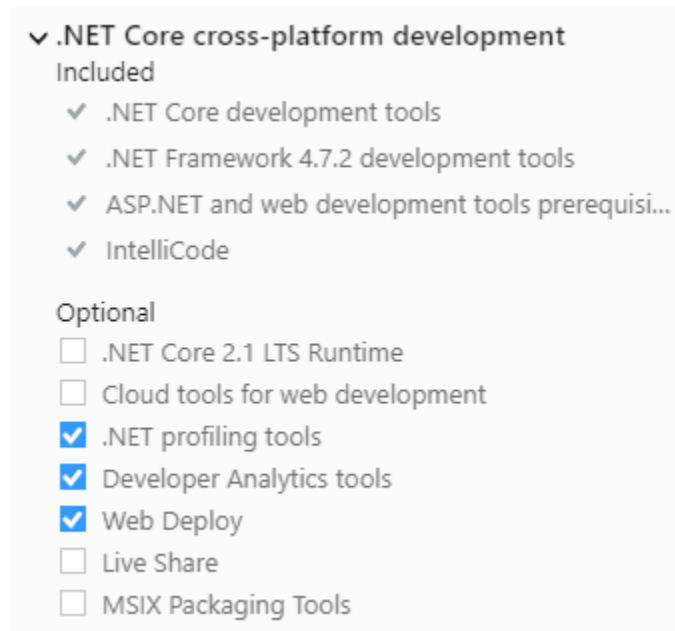 .NET Core cross-platform development
Included
.NET Core development tools
.NET Framework 4.7.2 development tools
ASP.NET and web development tools prerequisi...
IntelliCode
Optional
.NET Core 2.1 LTS Runtime
Cloud tools for web development
.NET profiling tools
Developer Analytics tools
Web Deploy
Live Share
MSIX Packaging Tools